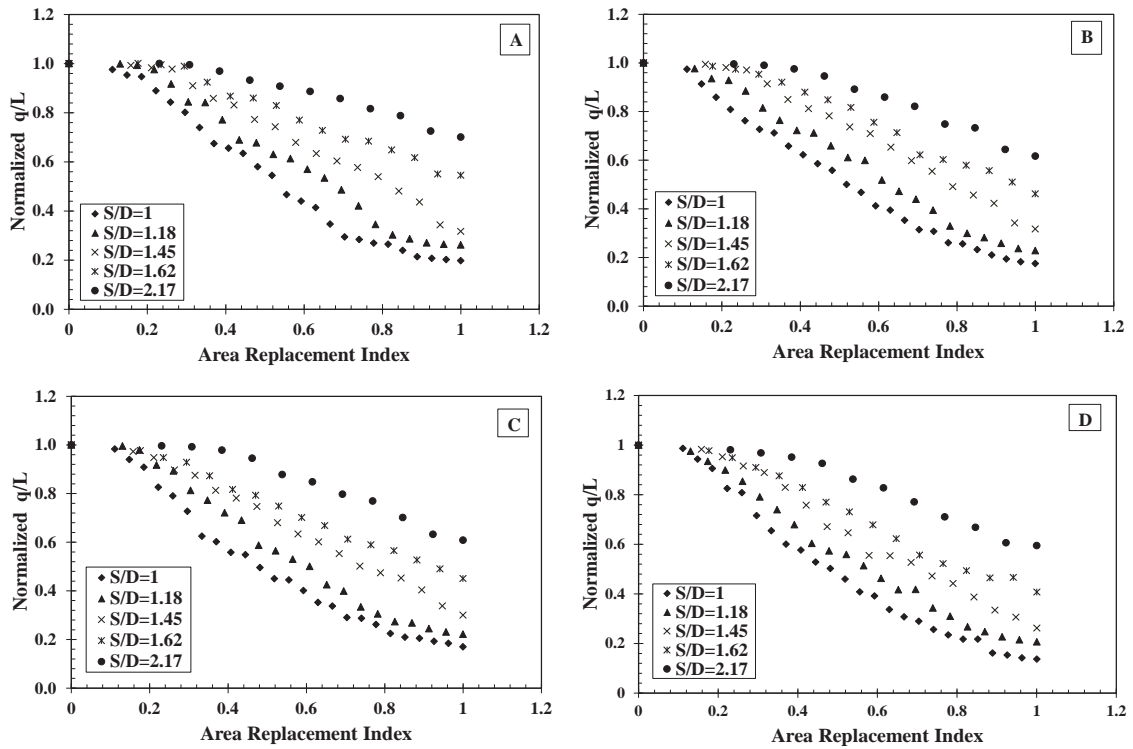 1.2
1.0
0.8
0.6
0.4
0.2
0.0
0
0.2
0.4
0.6
0.8
1
1.2
Normalized q/L
Area Replacement Index
A
S/D=1
S/D=1.18
S/D=1.45
S/D=1.62
S/D=2.17
1.2
1.0
0.8
0.6
0.4
0.2
0.0
0
0.2
0.4
0.6
0.8
1
1.2
Normalized q/L
Area Replacement Index
B
S/D=1
S/D=1.18
S/D=1.45
S/D=1.62
S/D=2.17
1.2
1.0
0.8
0.6
0.4
0.2
0.0
0
0.2
0.4
0.6
0.8
1
1.2
Normalized q/L
Area Replacement Index
C
S/D=1
S/D=1.18
S/D=1.45
S/D=1.62
S/D=2.17
1.2
1
0.8
0.6
0.4
0.2
0
0
0.2
0.4
0.6
0.8
1
1.2
Normalized q/L
Area Replacement Index
D
S/D=1
S/D=1.18
S/D=1.45
S/D=1.62
S/D=2.17